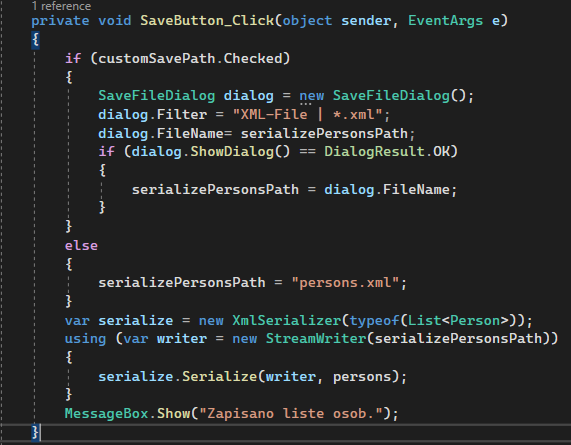 1 reference
private void SaveButton_Click(object sender, EventArgs e)
{
    if (customSavePath.Checked)
    {
        SaveFileDialog dialog = new SaveFileDialog();
        dialog.Filter = "XML-File | *.xml";
        dialog.FileName= serializePersonsPath;
        if (dialog.ShowDialog() == DialogResult.OK)
        {
            serializePersonsPath = dialog.FileName;
        }
    }
    else
    {
        serializePersonsPath = "persons.xml";
    }
    var serialize = new XmlSerializer(typeof(List<Person>));
    using (var writer = new StreamWriter(serializePersonsPath))
    {
        serialize.Serialize(writer, persons);
    }
    MessageBox.Show("Zapisano liste osob.");
}